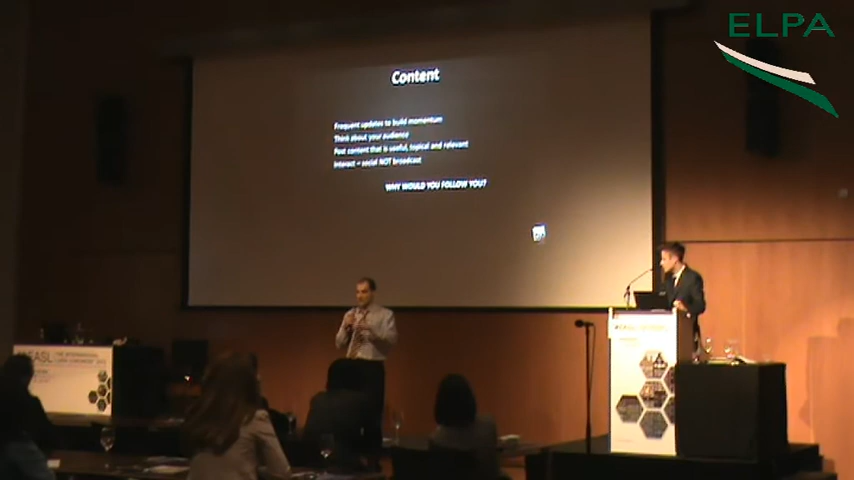 ELPA
Content
Frequent updates to build momentum
Think about your audience
Post content that is useful, topical and relevant
Interact – social NOT broadcast
WHY WOULD YOU FOLLOW YOU?
EASL